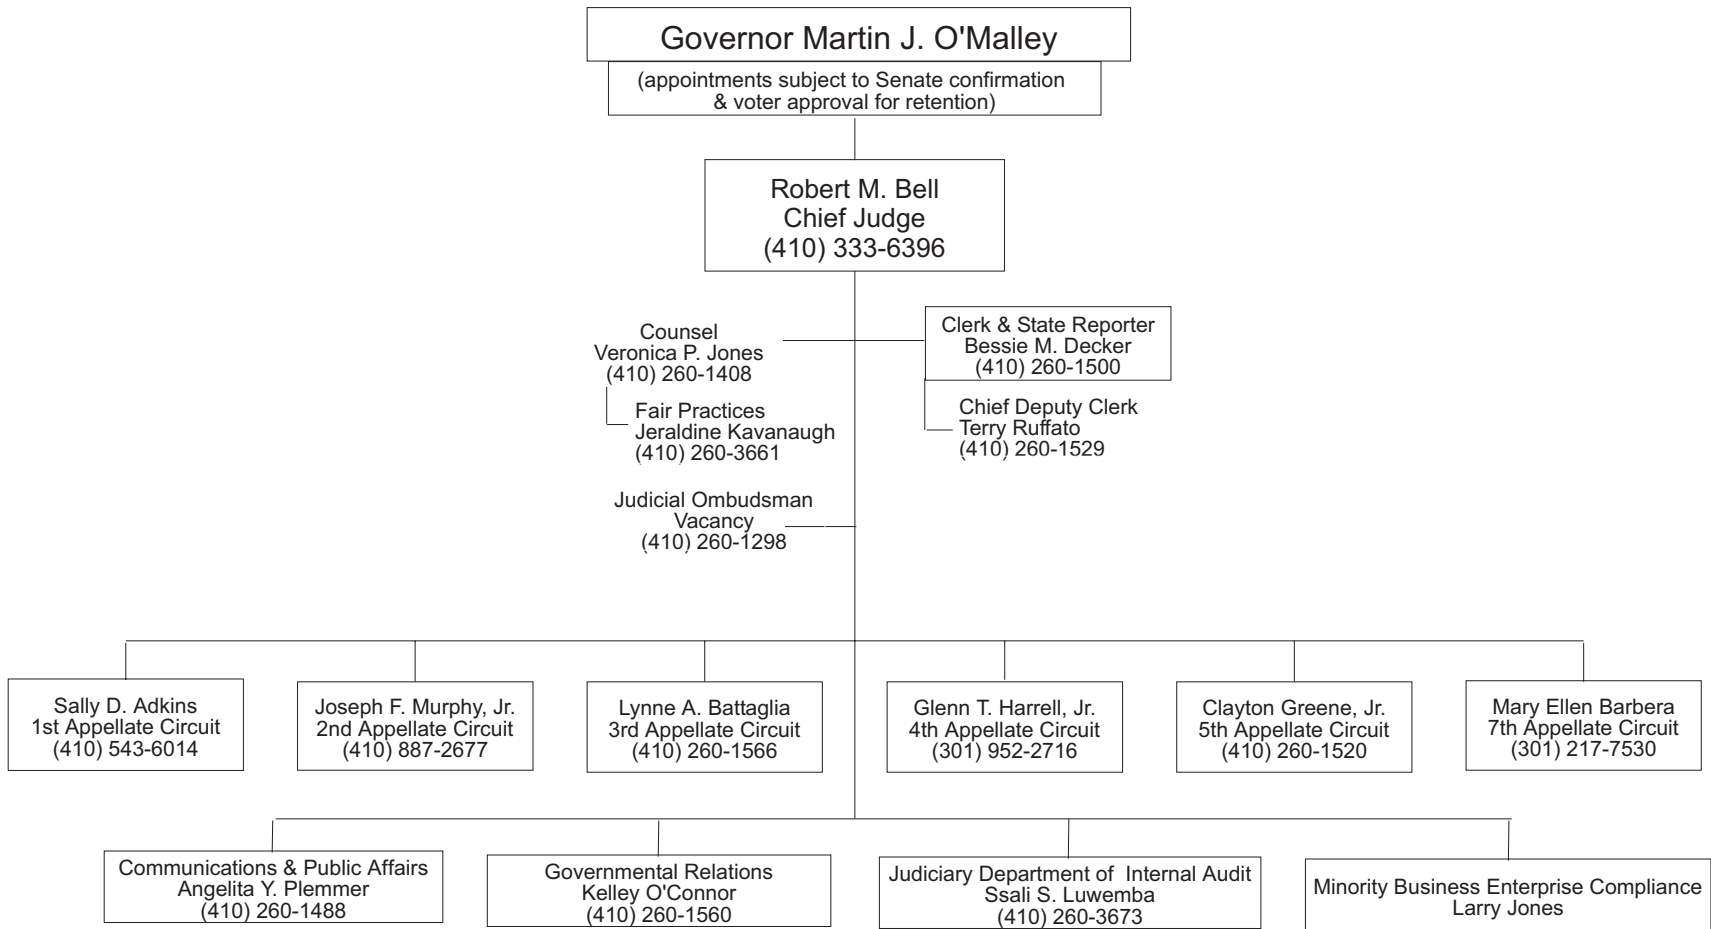 Governor Martin J. O'Malley
(appointments subject to Senate confirmation
& voter approval for retention)
Robert M. Bell
Chief Judge
(410) 333-6396
Counsel
Veronica P. Jones
(410) 260-1408
Clerk & State Reporter
Bessie M. Decker
(410) 260-1500
Fair Practices
Jeraldine Kavanaugh
(410) 260-3661
Chief Deputy Clerk
Terry Ruffato
(410) 260-1529
Judicial Ombudsman
Vacancy
(410) 260-1298
Sally D. Adkins
1st Appellate Circuit
(410) 543-6014
Joseph F. Murphy, Jr.
2nd Appellate Circuit
(410) 887-2677
Lynne A. Battaglia
3rd Appellate Circuit
(410) 260-1566
Glenn T. Harrell, Jr.
4th Appellate Circuit
(301) 952-2716
Clayton Greene, Jr.
5th Appellate Circuit
(410) 260-1520
Mary Ellen Barbera
7th Appellate Circuit
(301) 217-7530
Communications & Public Affairs
Angelita Y. Plemmer
(410) 260-1488
Governmental Relations
Kelley O'Connor
(410) 260-1560
Judiciary Department of Internal Audit
Ssali S. Luwemba
(410) 260-3673
Minority Business Enterprise Compliance
Larry Jones